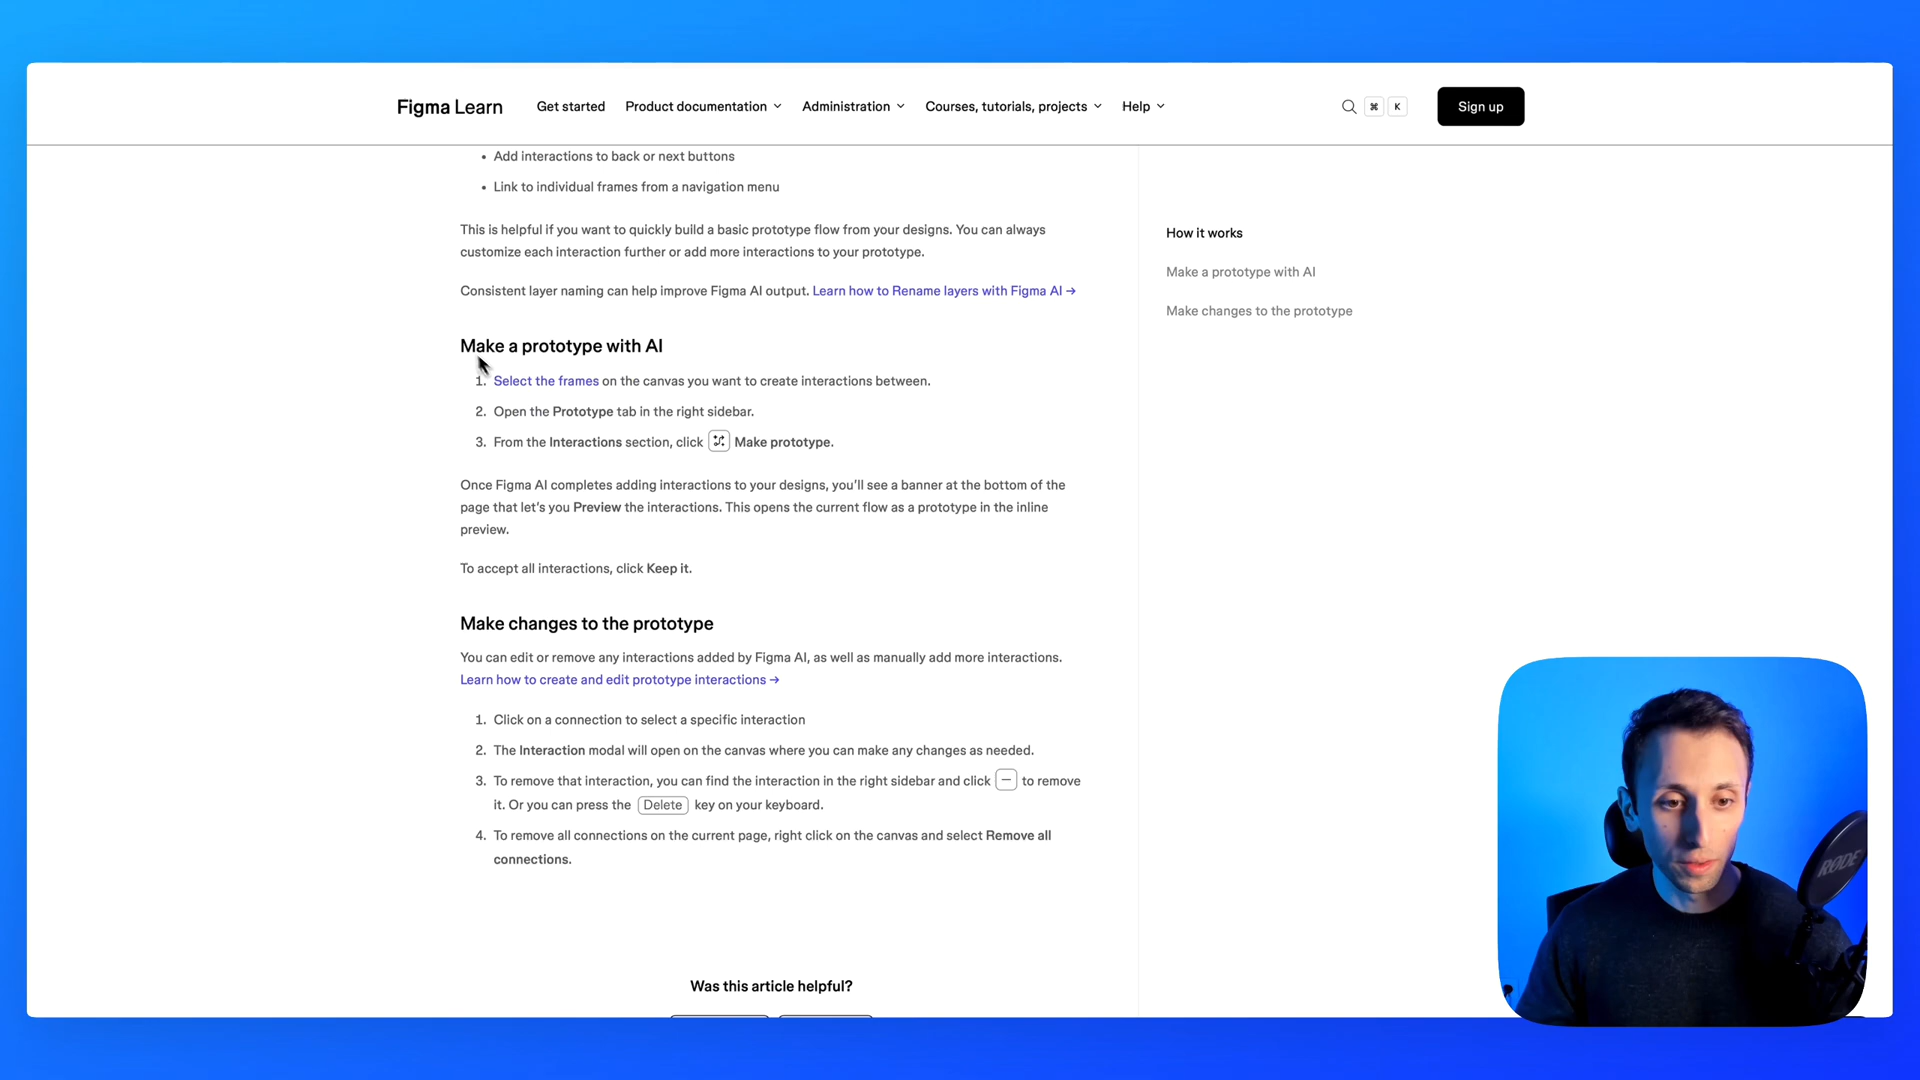 Figma Learn Get started Product documentation Administration Courses, tutorials, projects Help ⌘ K Sign up
• Add interactions to back or next buttons
• Link to individual frames from a navigation menu
This is helpful if you want to quickly build a basic prototype flow from your designs. You can always
customize each interaction further or add more interactions to your prototype.
Consistent layer naming can help improve Figma AI output. Learn how to Rename layers with Figma AI →
Make a prototype with AI
1. Select the frames on the canvas you want to create interactions between.
2. Open the Prototype tab in the right sidebar.
3. From the Interactions section, click Make prototype.
Once Figma AI completes adding interactions to your designs, you’ll see a banner at the bottom of the
page that let’s you Preview the interactions. This opens the current flow as a prototype in the inline
preview.
To accept all interactions, click Keep it.
Make changes to the prototype
You can edit or remove any interactions added by Figma AI, as well as manually add more interactions.
Learn how to create and edit prototype interactions →
1. Click on a connection to select a specific interaction
2. The Interaction modal will open on the canvas where you can make any changes as needed.
3. To remove that interaction, you can find the interaction in the right sidebar and click − to remove
it. Or you can press the Delete key on your keyboard.
4. To remove all connections on the current page, right click on the canvas and select Remove all
connections.
Was this article helpful?
How it works
Make a prototype with AI
Make changes to the prototype
RODE